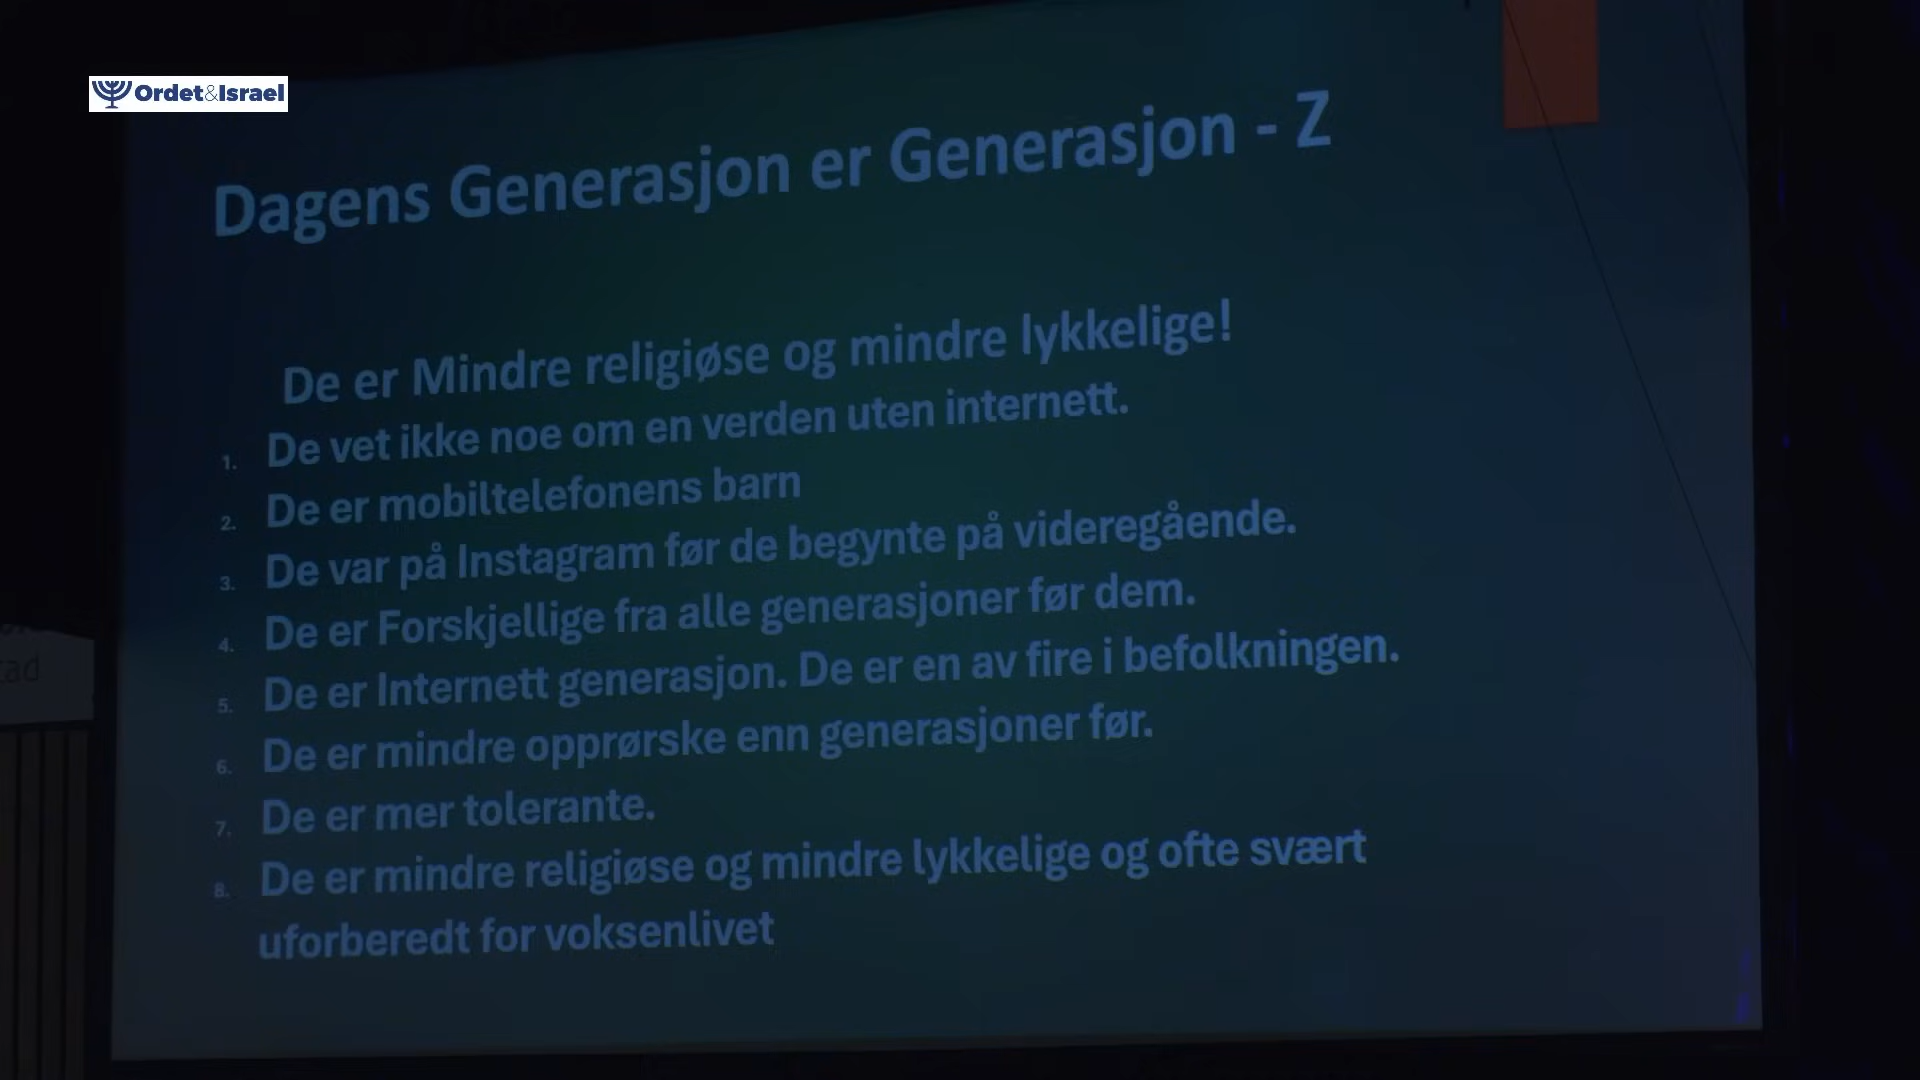 Ordet&Israel
Dagens Generasjon er Generasjon - Z
De er Mindre religiøse og mindre lykkelige!
1. De vet ikke noe om en verden uten internett.
2. De er mobiltelefonens barn
3. De var på Instagram før de begynte på videregående.
4. De er Forskjellige fra alle generasjoner før dem.
5. De er Internett generasjon. De er en av fire i befolkningen.
6. De er mindre opprørske enn generasjoner før.
7. De er mer tolerante.
8. De er mindre religiøse og mindre lykkelige og ofte svært
uforberedt for voksenlivet